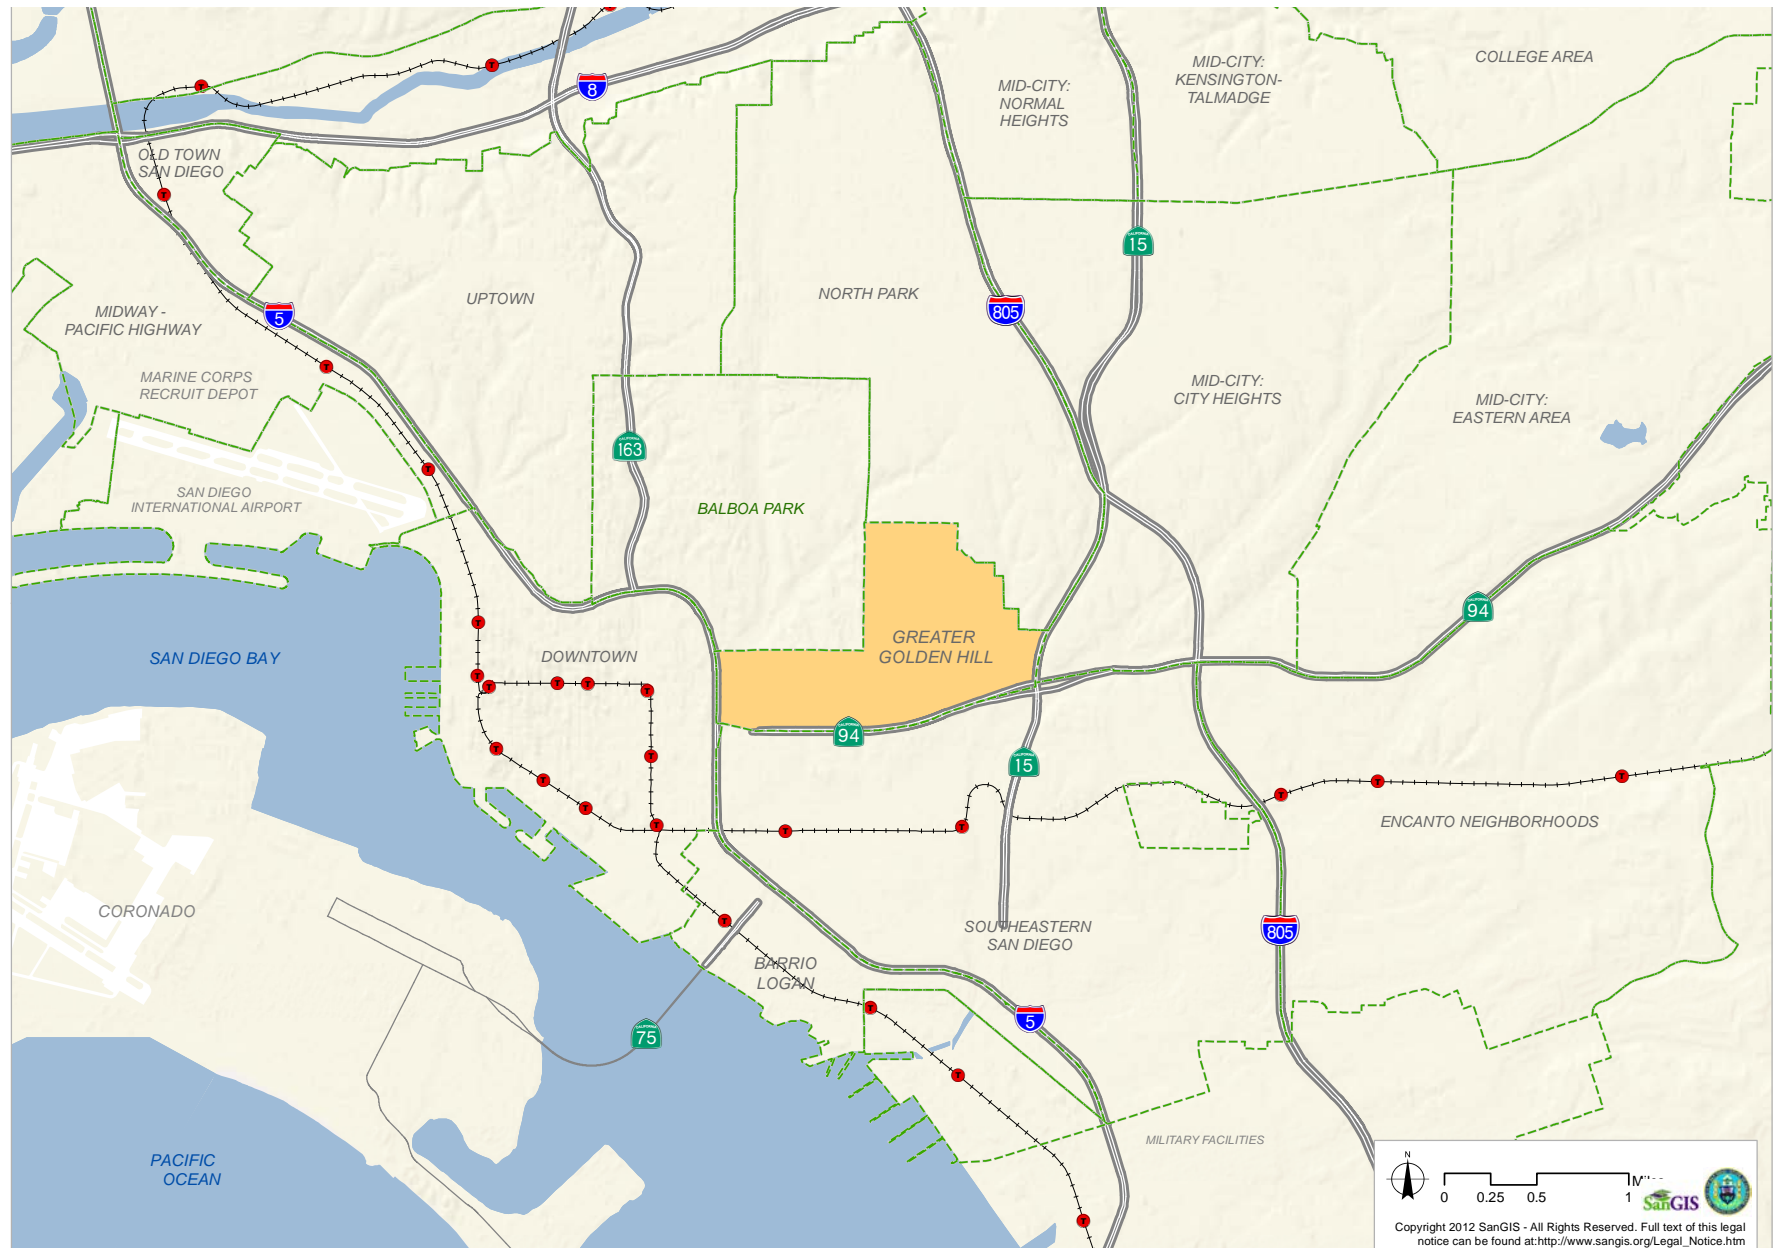 COLLEGE AREA
MID-CITY:
KENSINGTON-
TALMADGE
MID-CITY:
NORMAL
HEIGHTS
8
OLD TOWN
SAN DIEGO
15
UPTOWN
NORTH PARK
805
MIDWAY -
PACIFIC HIGHWAY
5
MARINE CORPS
RECRUIT DEPOT
MID-CITY:
CITY HEIGHTS
MID-CITY:
EASTERN AREA
CALIFORNIA
163
SAN DIEGO
INTERNATIONAL AIRPORT
BALBOA PARK
94
GREATER
GOLDEN HILL
SAN DIEGO BAY
DOWNTOWN
94
15
ENCANTO NEIGHBORHOODS
CORONADO
SOUTHEASTERN
SAN DIEGO
805
BARRIO
LOGAN
5
75
MILITARY FACILITIES
PACIFIC
OCEAN
N
0 0.25 0.5 1 Miles
SanGIS
Copyright 2012 SanGIS - All Rights Reserved. Full text of this legal
notice can be found at:http://www.sangis.org/Legal_Notice.htm